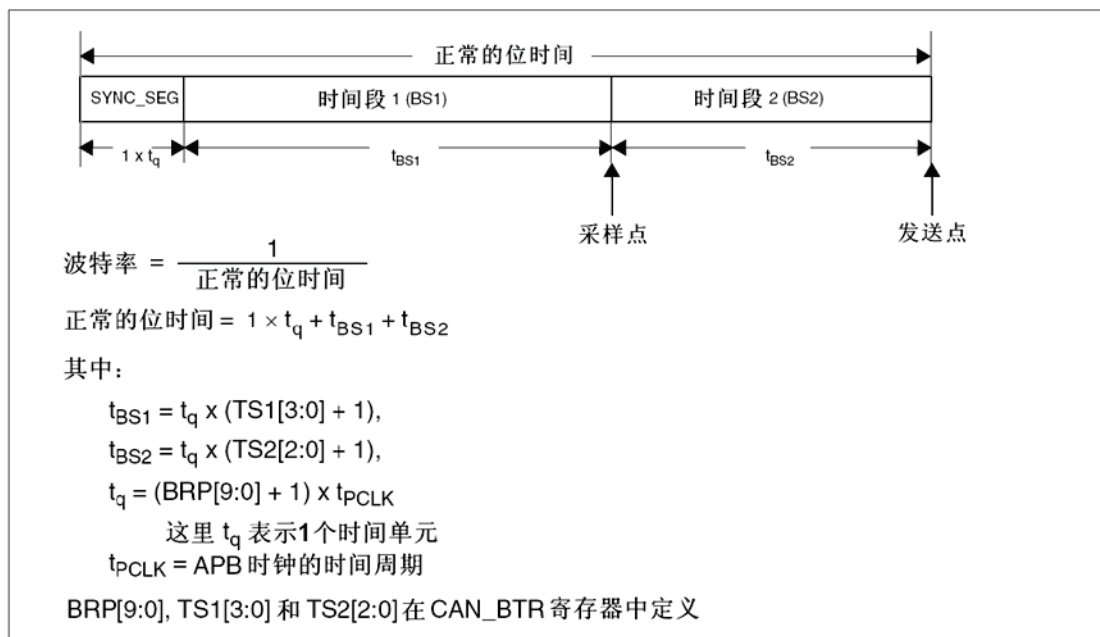 正常的位时间
SYNC_SEG 时间段 1 (BS1) 时间段 2 (BS2)
1 x tq tBS1 tBS2
采样点 发送点
波特率 = 1 / 正常的位时间
正常的位时间 = 1 × tq + tBS1 + tBS2
其中:
tBS1 = tq x (TS1[3:0] + 1),
tBS2 = tq x (TS2[2:0] + 1),
tq = (BRP[9:0] + 1) x tPCLK
这里 tq 表示1个时间单元
tPCLK = APB 时钟的时间周期
BRP[9:0], TS1[3:0] 和 TS2[2:0] 在 CAN_BTR 寄存器中定义